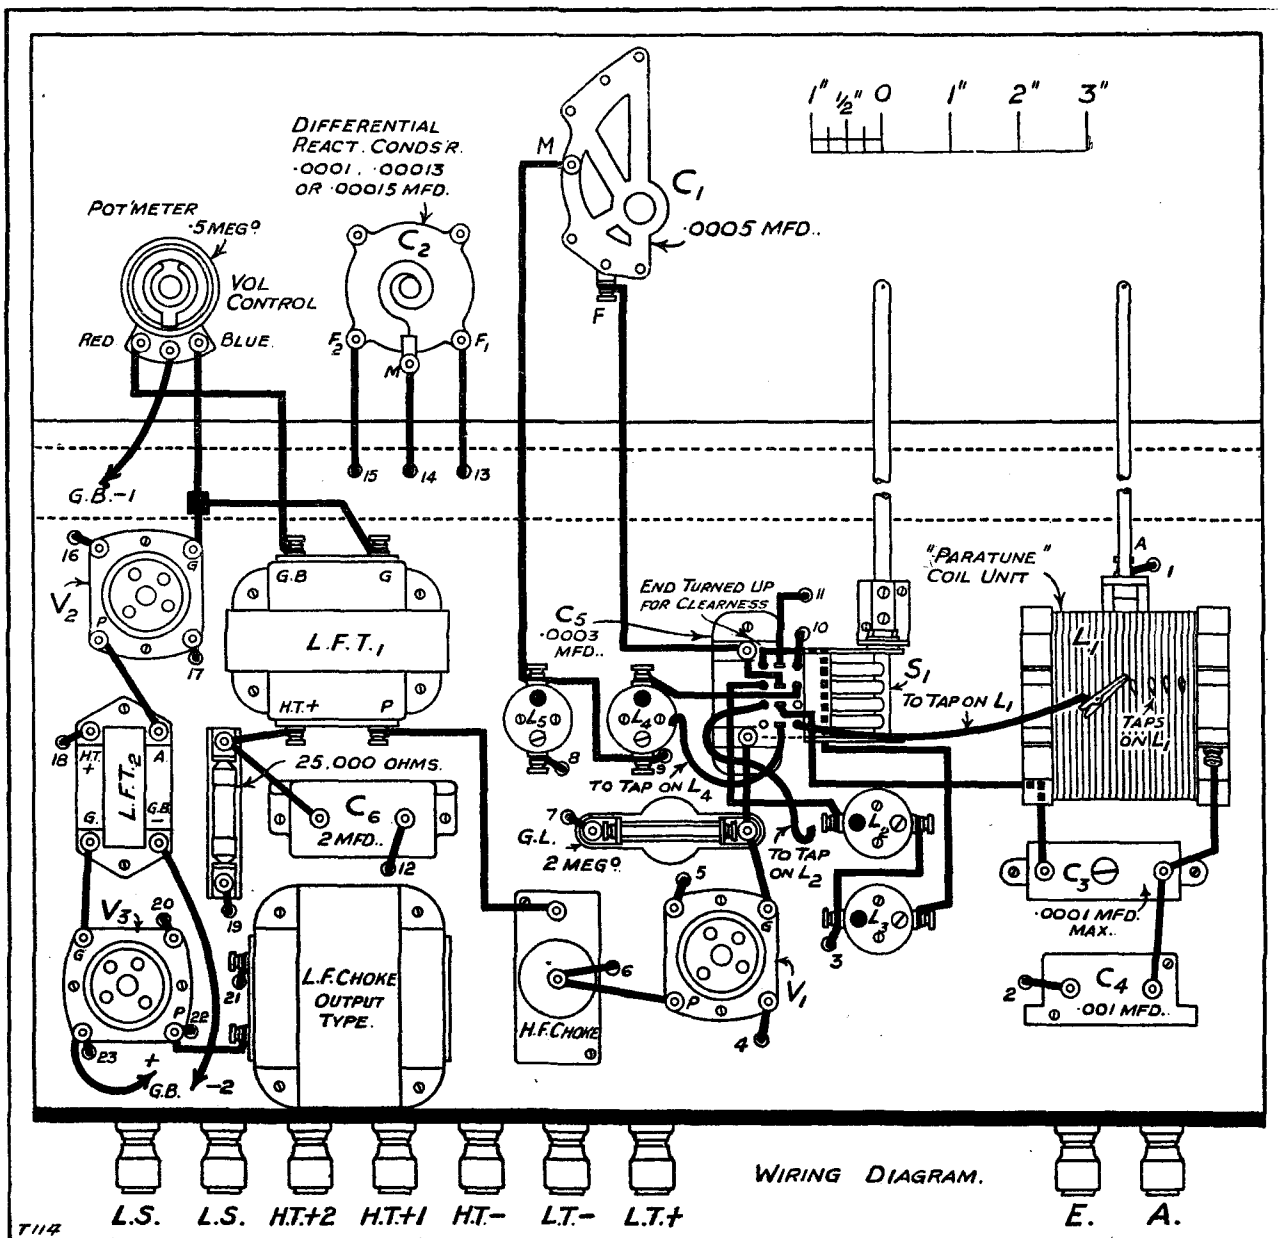 1" ½" 0 1" 2" 3"
DIFFERENTIAL
REACT. CONDS'R.
.0001, .00013
OR .00015 MFD.
M
C1
.0005 MFD..
F
POT'METER
.5 MEGΩ
VOL
CONTROL
RED
BLUE.
C2
F2
F1
M
15
14
13
G.B.-1
16
V2
G
P
17
G.B
G
L.F.T.1
H.T.+
P
END TURNED UP
FOR CLEARNESS
C5
.0003
MFD..
11
10
S1
"PARATUNE"
COIL UNIT
A
1
L1
TO TAP ON L1
TAPS
ON L1
L5
L4
8
9
TO TAP ON L4
18
H.T.
+
A.
L.F.T.2
G.
G.B.
-
25,000 OHMS.
C6
2 MFD..
12
7
G.L.
2 MEGΩ
L2
TO TAP
ON L2
L3
3
C3
.0001 MFD.
MAX..
2
C4
.001 MFD..
5
G
P
V1
4
6
H.F.CHOKE
19
V3
20
G
P
22
21
23
+
G.B.
-2
L.F.CHOKE
OUTPUT
TYPE.
WIRING DIAGRAM.
L.S. L.S. H.T.+2 H.T.+1 H.T.- L.T.- L.T.+ E. A.
T114